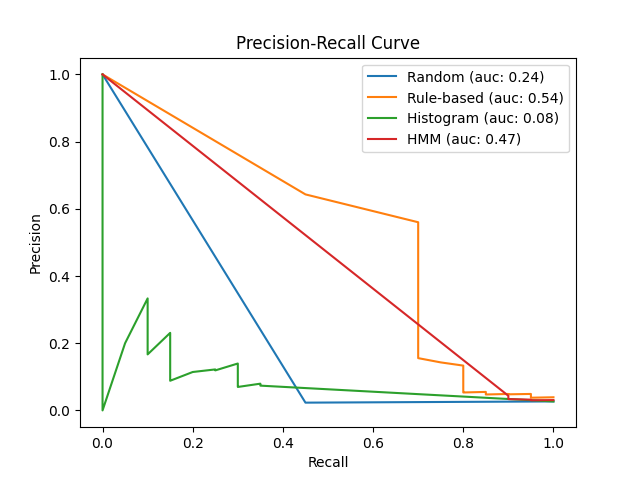 Precision-Recall Curve
Random (auc: 0.24)
Rule-based (auc: 0.54)
Histogram (auc: 0.08)
HMM (auc: 0.47)
Precision
1.0
0.8
0.6
0.4
0.2
0.0
0.0 0.2 0.4 0.6 0.8 1.0
Recall